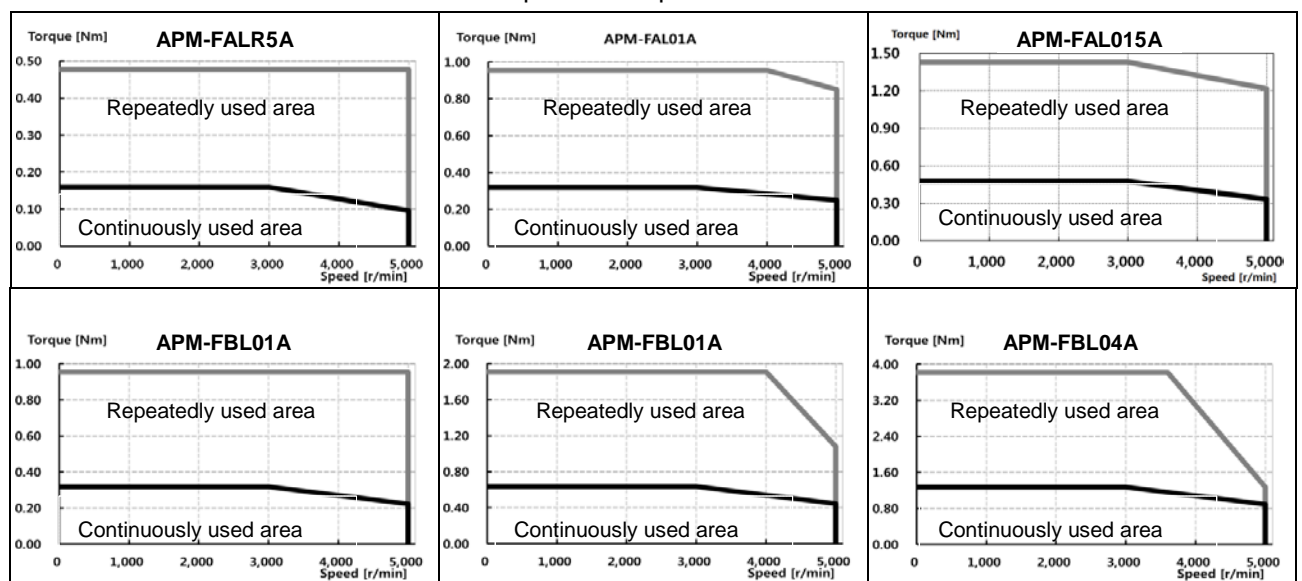 Torque [Nm] APM-FALR5A
0.50
0.40
Repeatedly used area
0.30
0.20
0.10
Continuously used area
0.00
0 1,000 2,000 3,000 4,000 5,000
Speed [r/min]
Torque [Nm] APM-FAL01A
1.00
0.80
Repeatedly used area
0.60
0.40
0.20
Continuously used area
0.00
0 1,000 2,000 3,000 4,000 5,000
Speed [r/min]
Torque [Nm] APM-FAL015A
1.50
1.20
Repeatedly used area
0.90
0.60
0.30
Continuously used area
0.00
0 1,000 2,000 3,000 4,000 5,000
Speed [r/min]
Torque [Nm] APM-FBL01A
1.00
0.80
Repeatedly used area
0.60
0.40
0.20
Continuously used area
0.00
0 1,000 2,000 3,000 4,000 5,000
Speed [r/min]
Torque [Nm] APM-FBL01A
2.00
1.60
Repeatedly used area
1.20
0.80
0.40
Continuously used area
0.00
0 1,000 2,000 3,000 4,000 5,000
Speed [r/min]
Torque [Nm] APM-FBL04A
4.00
3.20
Repeatedly used area
2.40
1.60
0.80
Continuously used area
0.00
0 1,000 2,000 3,000 4,000 5,000
Speed [r/min]